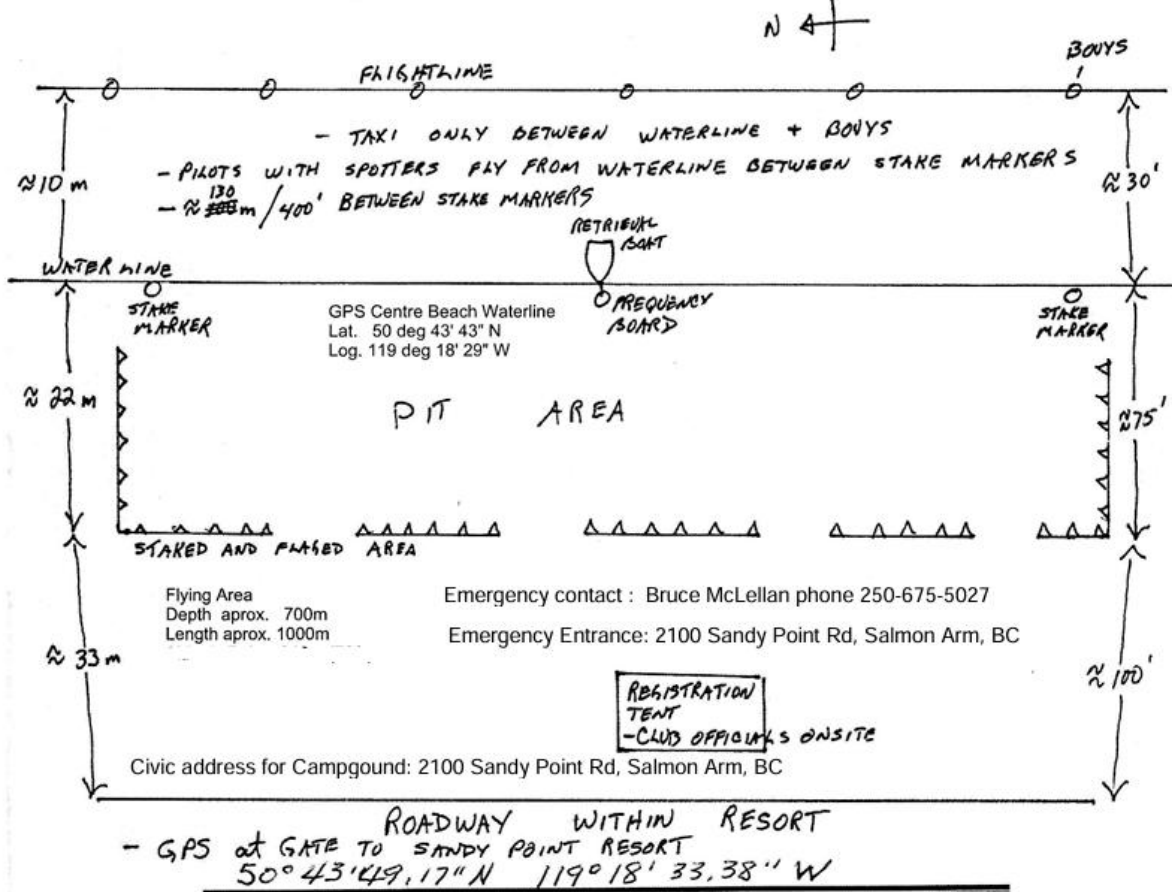 N
BOUYS
FLIGHTLINE
- TAXI ONLY BETWEEN WATERLINE + BOUYS
- PILOTS WITH SPOTTERS FLY FROM WATERLINE BETWEEN STAKE MARKERS
- ≈ 130 m / 400' BETWEEN STAKE MARKERS
≈ 10 m
≈ 30'
RETRIEVAL
BOAT
WATER LINE
STAKE
MARKER
GPS Centre Beach Waterline
Lat. 50 deg 43' 43" N
Log. 119 deg 18' 29" W
FREQUENCY
BOARD
STAKE
MARKER
≈ 22 m
PIT AREA
≈ 75'
STAKED AND FLAGED AREA
Flying Area
Depth aprox. 700m
Length aprox. 1000m
Emergency contact : Bruce McLellan phone 250-675-5027
Emergency Entrance: 2100 Sandy Point Rd, Salmon Arm, BC
≈ 33 m
≈ 100'
REGISTRATION
TENT
- CLUB OFFICIALS ONSITE
Civic address for Campgound: 2100 Sandy Point Rd, Salmon Arm, BC
ROADWAY WITHIN RESORT
- GPS at GATE TO SANDY POINT RESORT
50° 43' 49.17" N 119° 18' 33.38" W